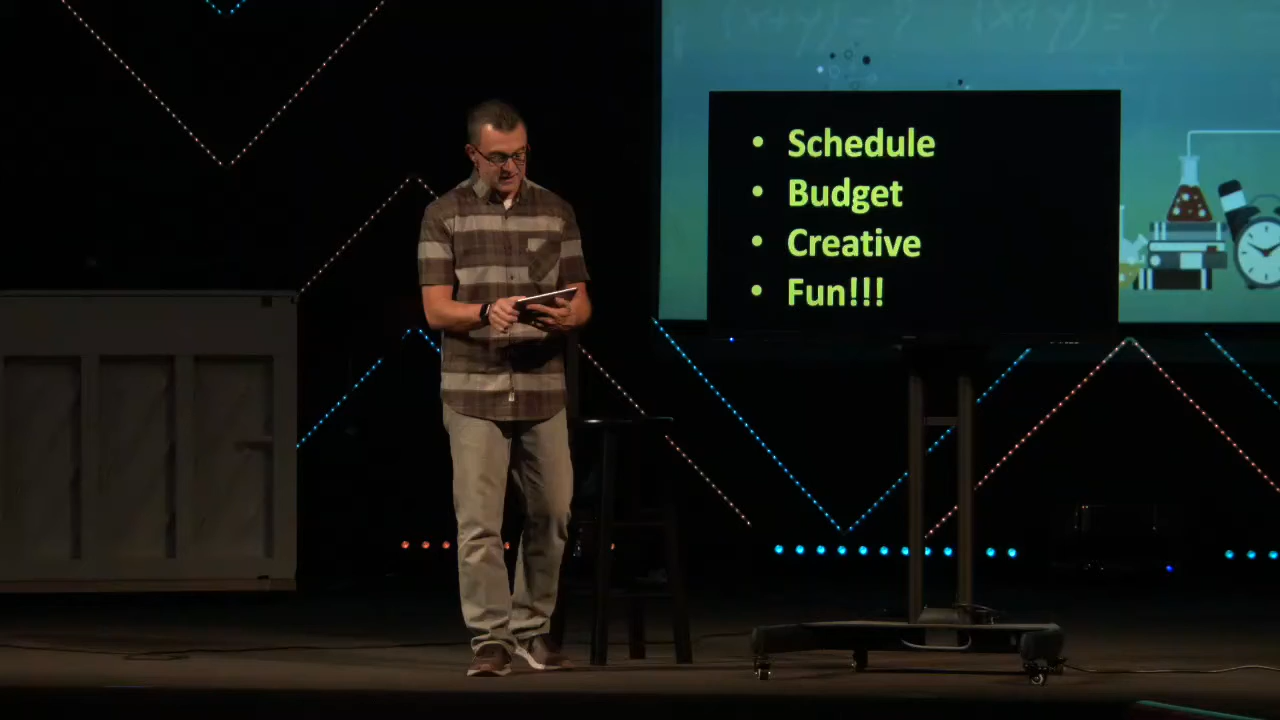 (x+y)=?
(x+y)=?
• Schedule
• Budget
• Creative
• Fun!!!